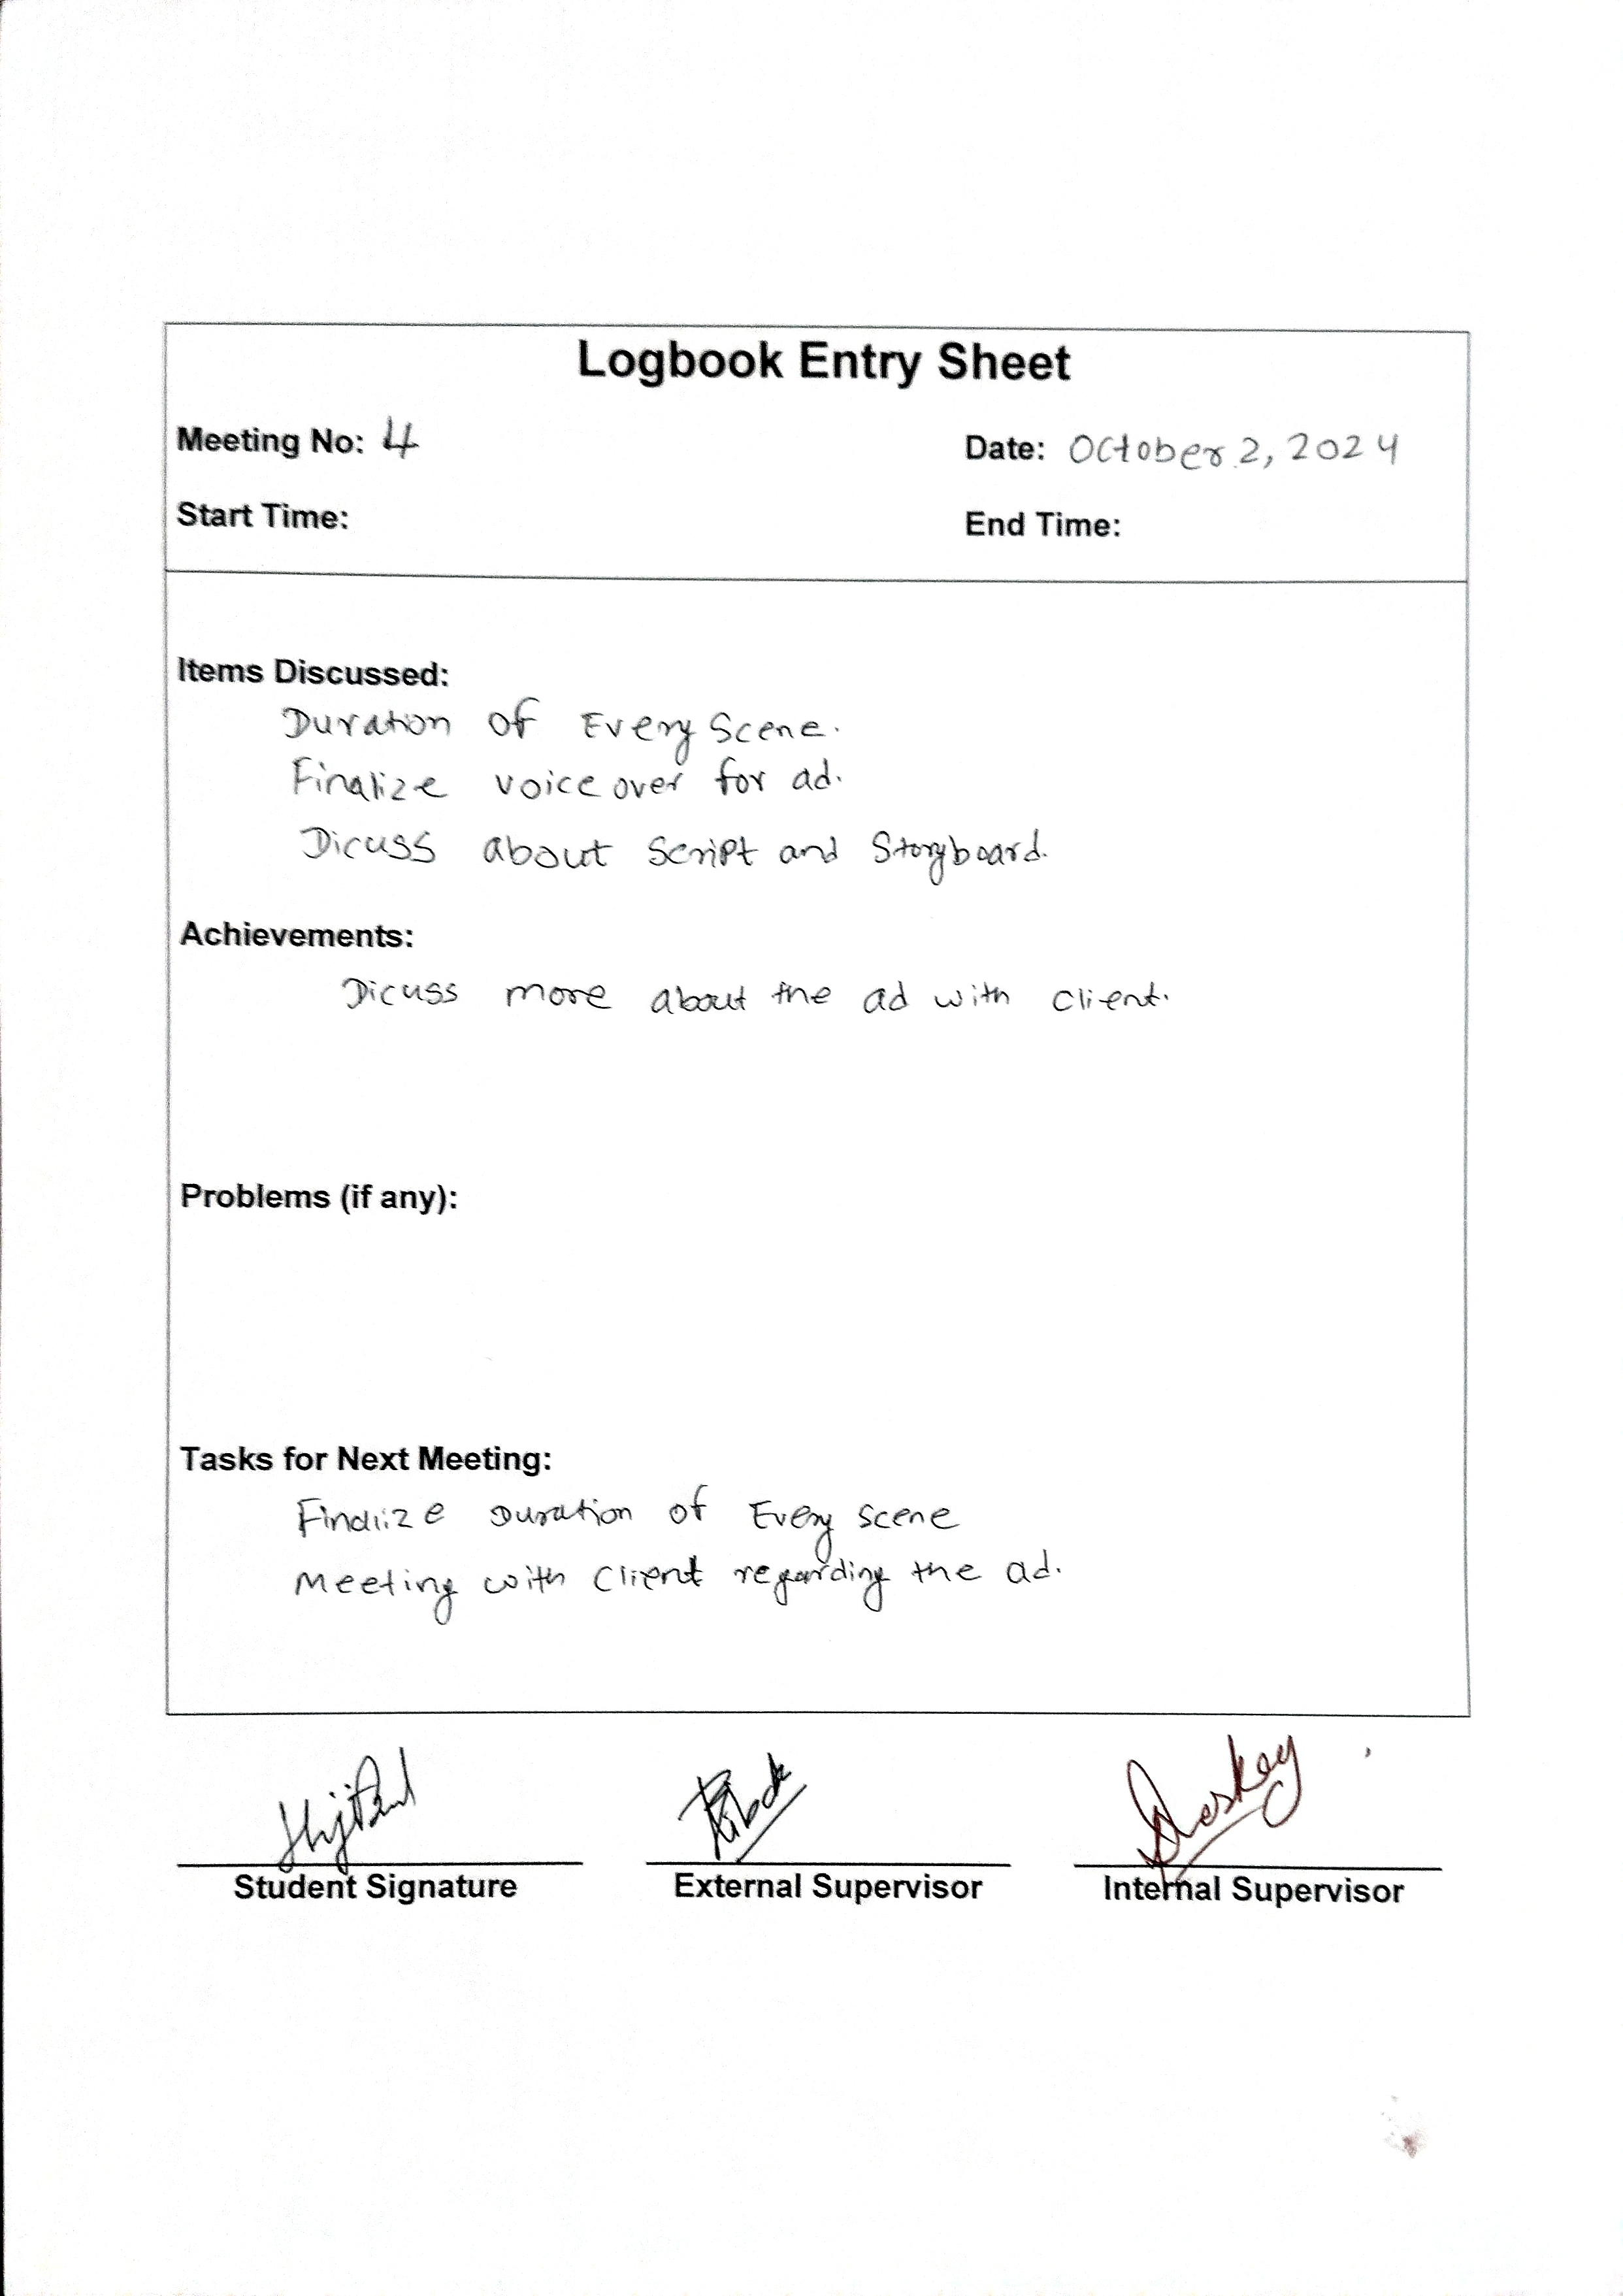 Logbook Entry Sheet
Meeting No: 4 Date: October 2, 2024
Start Time: End Time:
Items Discussed:
Duration of Every Scene.
Finalize voice over for ad.
Dicuss about Script and Storyboard.
Achievements:
Dicuss more about the ad with client.
Problems (if any):
Tasks for Next Meeting:
Finalize Duration of Every scene
Meeting with Client regarding the ad.
Student Signature External Supervisor Internal Supervisor